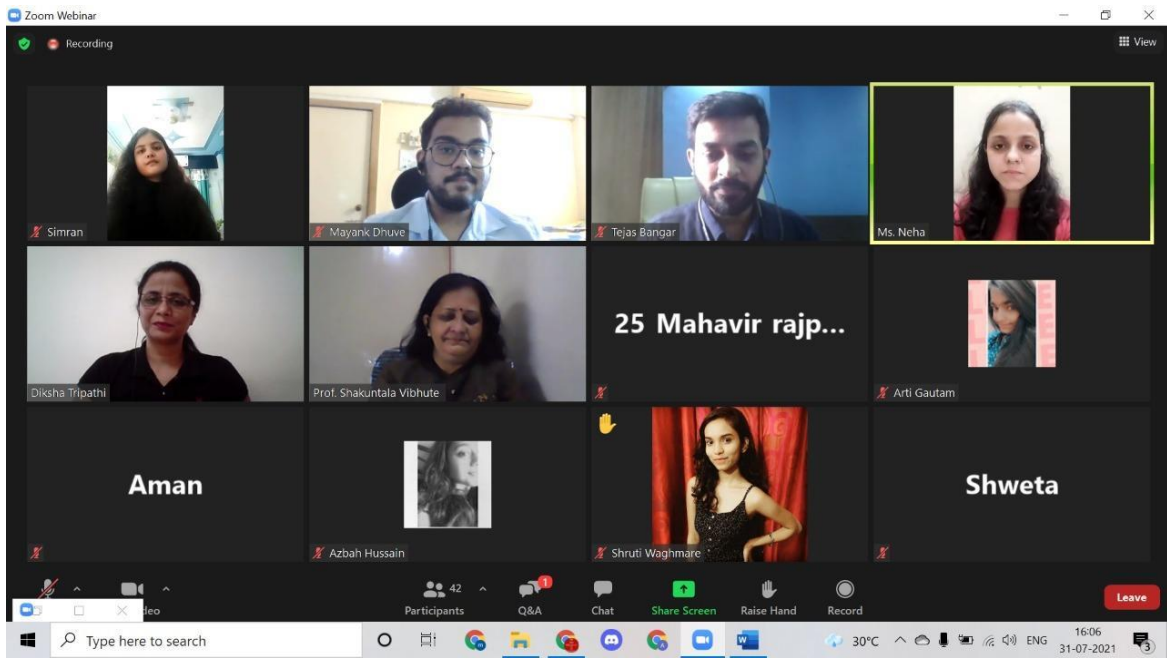 Zoom Webinar
Recording
View
Simran
Mayank Dhuve
Tejas Bangar
Ms. Neha
Diksha Tripathi
Prof. Shakuntala Vibhute
25 Mahavir rajp...
Arti Gautam
Aman
Azbah Hussain
Shruti Waghmare
Shweta
42
1
deo
Participants
Q&A
Chat
Share Screen
Raise Hand
Record
Leave
Type here to search
30°C
ENG
16:06
31-07-2021
3